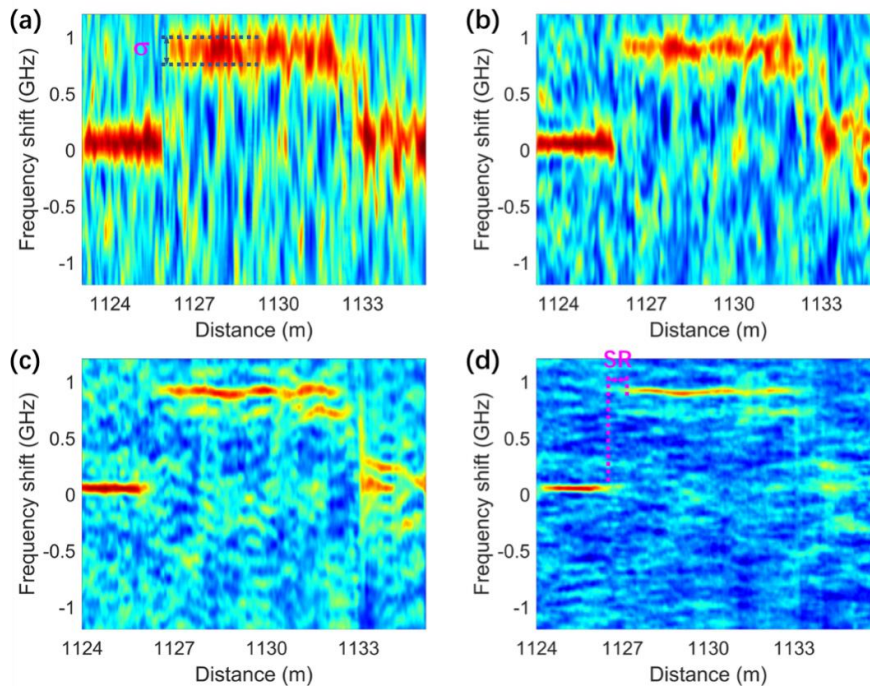 (a)
σ
Frequency shift (GHz)
1
0.5
0
-0.5
-1
1124 1127 1130 1133
Distance (m)
(b)
Frequency shift (GHz)
1
0.5
0
-0.5
-1
1124 1127 1130 1133
Distance (m)
(c)
Frequency shift (GHz)
1
0.5
0
-0.5
-1
1124 1127 1130 1133
Distance (m)
(d)
SR
Frequency shift (GHz)
1
0.5
0
-0.5
-1
1124 1127 1130 1133
Distance (m)